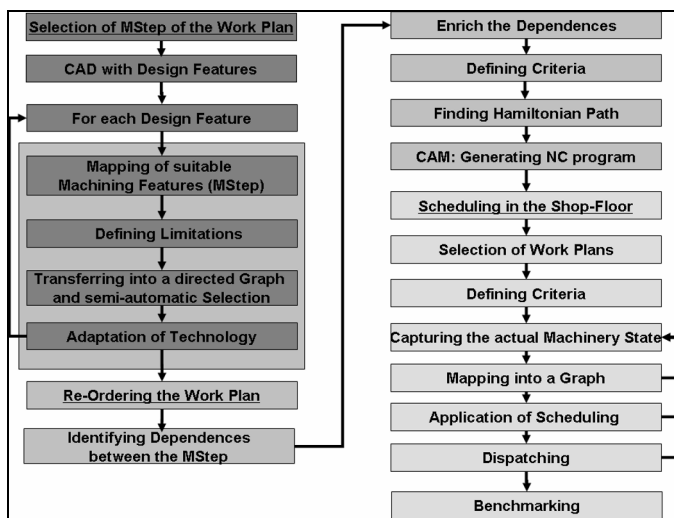 Selection of MStep of the Work Plan
CAD with Design Features
For each Design Feature
Mapping of suitable
Machining Features (MStep)
Defining Limitations
Transferring into a directed Graph
and semi-automatic Selection
Adaptation of Technology
Re-Ordering the Work Plan
Identifying Dependences
between the MStep
Enrich the Dependences
Defining Criteria
Finding Hamiltonian Path
CAM: Generating NC program
Scheduling in the Shop-Floor
Selection of Work Plans
Defining Criteria
Capturing the actual Machinery State
Mapping into a Graph
Application of Scheduling
Dispatching
Benchmarking